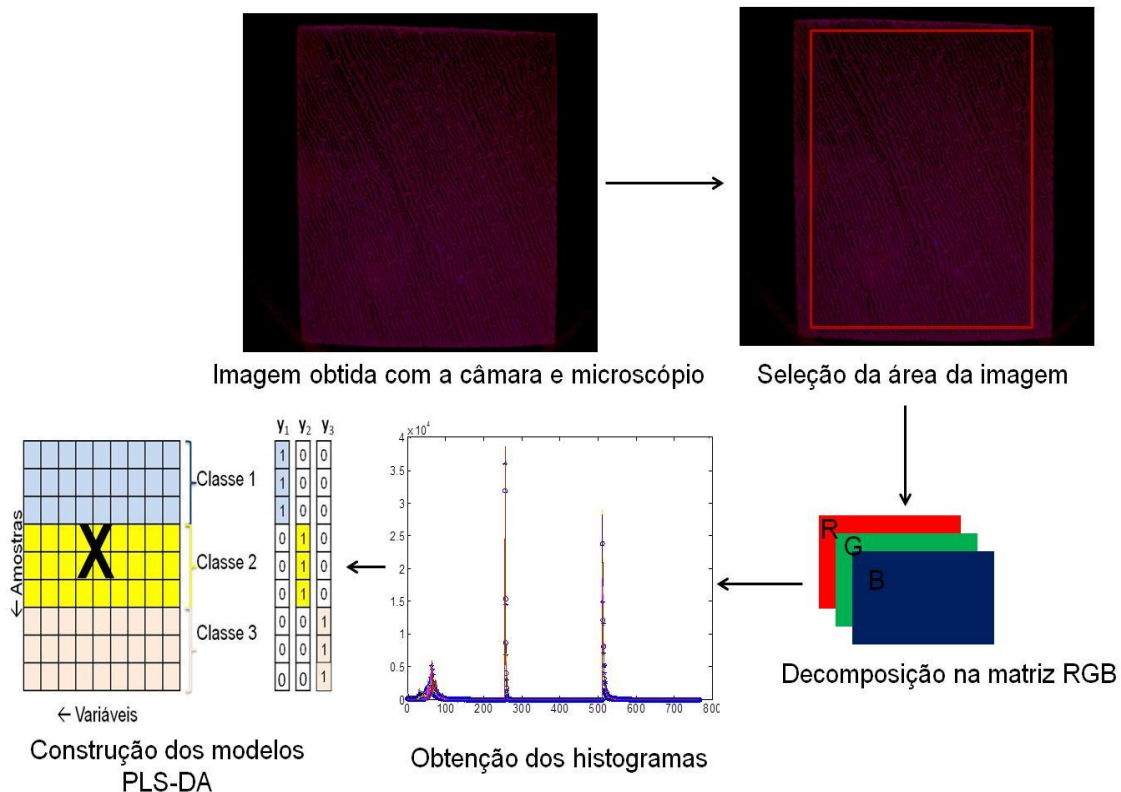 Imagem obtida com a câmara e microscópio
Seleção da área da imagem
R
G
B
Decomposição na matriz RGB
×10⁴
4
3.5
3
2.5
2
1.5
1
0.5
0
0 100 200 300 400 500 600 700 800
Obtenção dos histogramas
y₁ y₂ y₃
X
← Amostras
← Variáveis
Classe 1
Classe 2
Classe 3
1 0 0
1 0 0
1 0 0
0 1 0
0 1 0
0 1 0
0 0 1
0 0 1
0 0 1
Construção dos modelos
PLS-DA